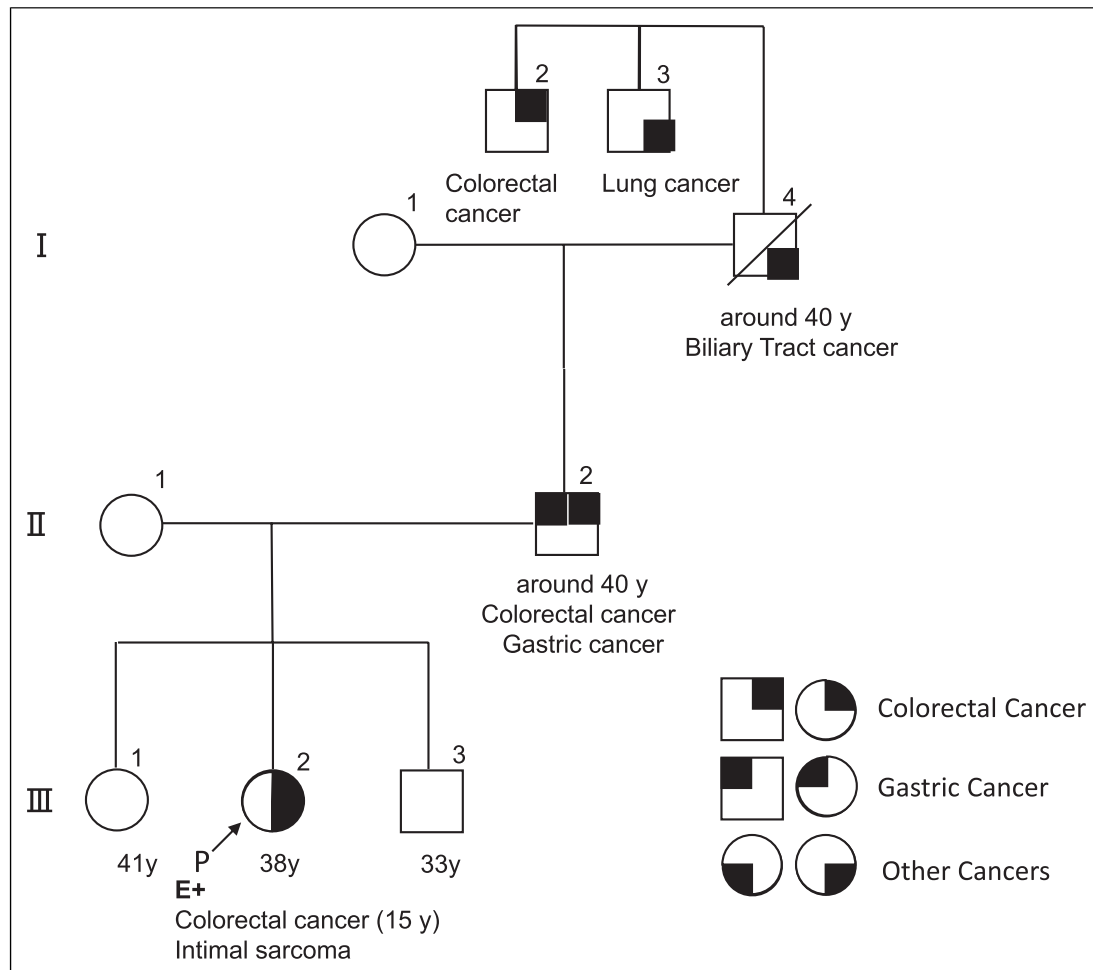 2
3
Colorectal
cancer
Lung cancer
1
4
I
around 40 y
Biliary Tract cancer
1
2
II
around 40 y
Colorectal cancer
Gastric cancer
Colorectal Cancer
1
2
3
III
Gastric Cancer
41y
P
38y
33y
E+
Other Cancers
Colorectal cancer (15 y)
Intimal sarcoma